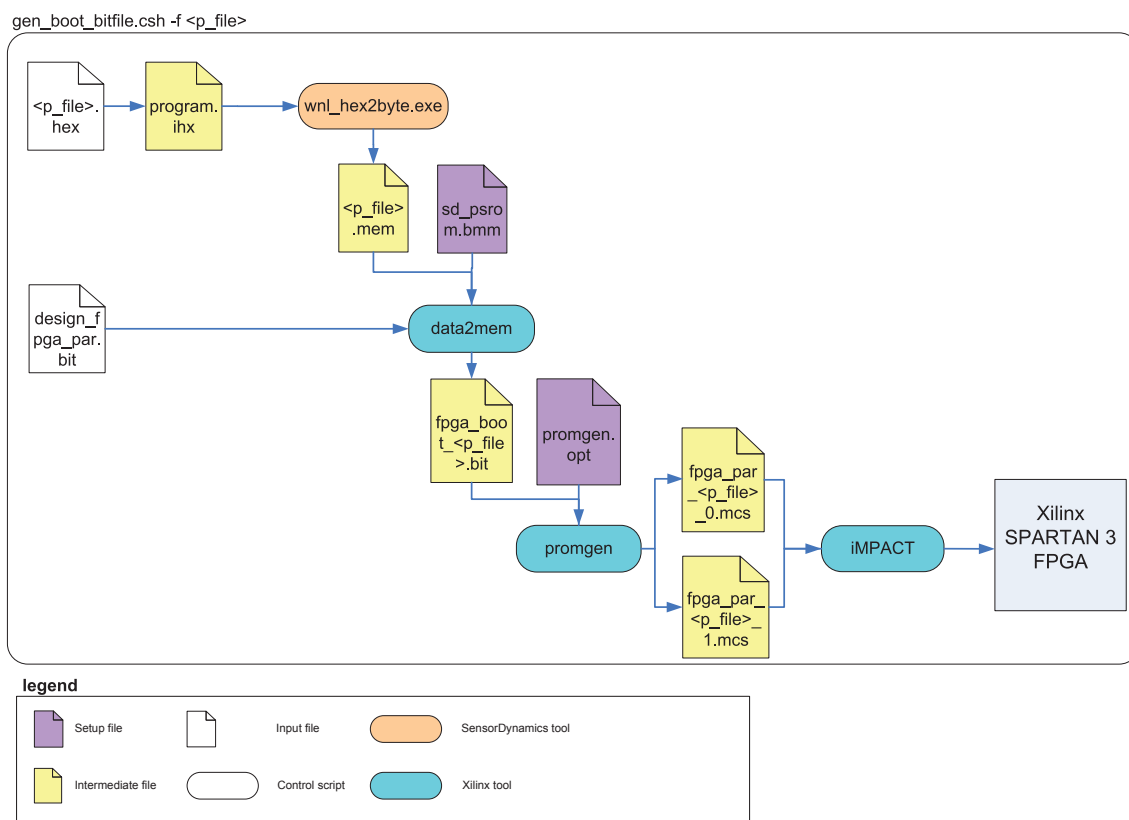 gen_boot_bitfile.csh -f <p_file>
<p_file>.
hex
program.
ihx
wnl_hex2byte.exe
<p_file>
.mem
sd_psro
m.bmm
design_f
pga_par.
bit
data2mem
fpga_boo
t_<p_file
>.bit
promgen.
opt
fpga_par
_<p_file>
_0.mcs
promgen
iMPACT
Xilinx
SPARTAN 3
FPGA
fpga_par_
<p_file>_
1.mcs
legend
Setup file
Input file
SensorDynamics tool
Intermediate file
Control script
Xilinx tool